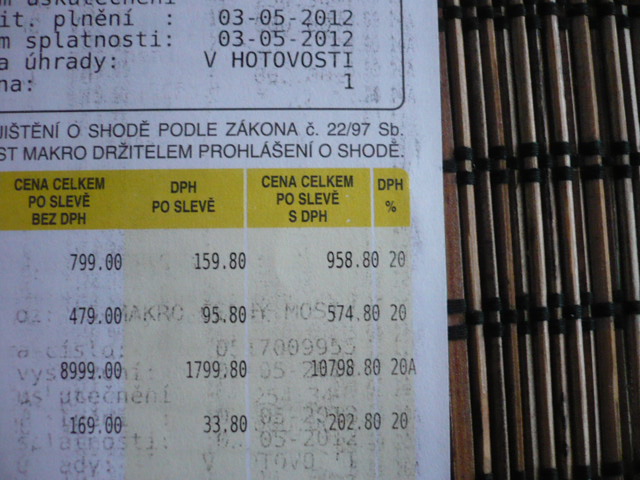 it. plnění : 03-05-2012
m splatnosti: 03-05-2012
a úhrady: V HOTOVOSTI
na: 1
JIŠTĚNÍ O SHODĚ PODLE ZÁKONA č. 22/97 Sb.
ST MAKRO DRŽITELEM PROHLÁŠENÍ O SHODĚ.
CENA CELKEM PO SLEVĚ BEZ DPH DPH PO SLEVĚ CENA CELKEM PO SLEVĚ S DPH DPH %
799.00 159.80 958.80 20
479.00 95.80 574.80 20
8999.00 1799.80 10798.80 20A
169.00 33.80 202.80 20